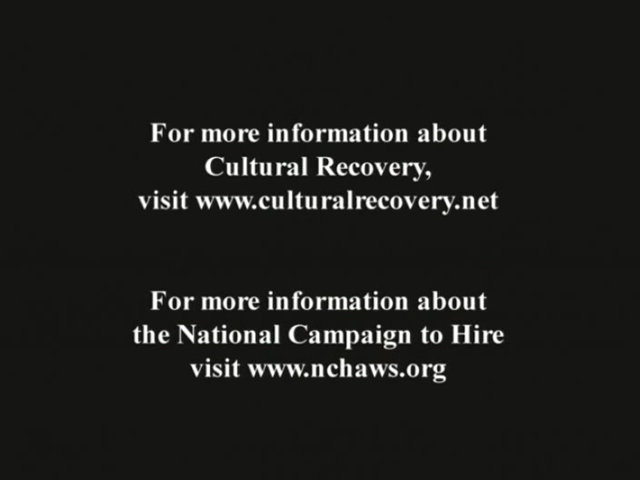 For more information about
Cultural Recovery,
visit www.culturalrecovery.net
For more information about
the National Campaign to Hire
visit www.nchaws.org